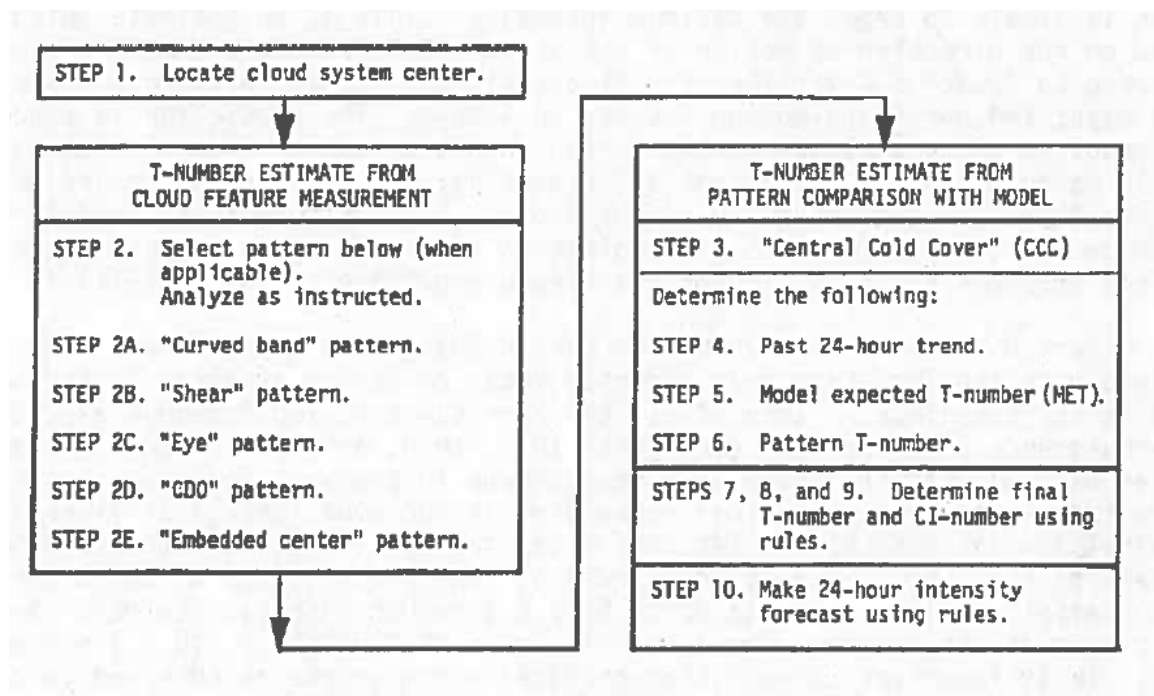 STEP 1. Locate cloud system center.
T-NUMBER ESTIMATE FROM
CLOUD FEATURE MEASUREMENT
STEP 2. Select pattern below (when
applicable).
Analyze as instructed.
STEP 2A. "Curved band" pattern.
STEP 2B. "Shear" pattern.
STEP 2C. "Eye" pattern.
STEP 2D. "CDO" pattern.
STEP 2E. "Embedded center" pattern.
T-NUMBER ESTIMATE FROM
PATTERN COMPARISON WITH MODEL
STEP 3. "Central Cold Cover" (CCC)
Determine the following:
STEP 4. Past 24-hour trend.
STEP 5. Model expected T-number (MET).
STEP 6. Pattern T-number.
STEPS 7, 8, and 9. Determine final
T-number and CI-number using
rules.
STEP 10. Make 24-hour intensity
forecast using rules.